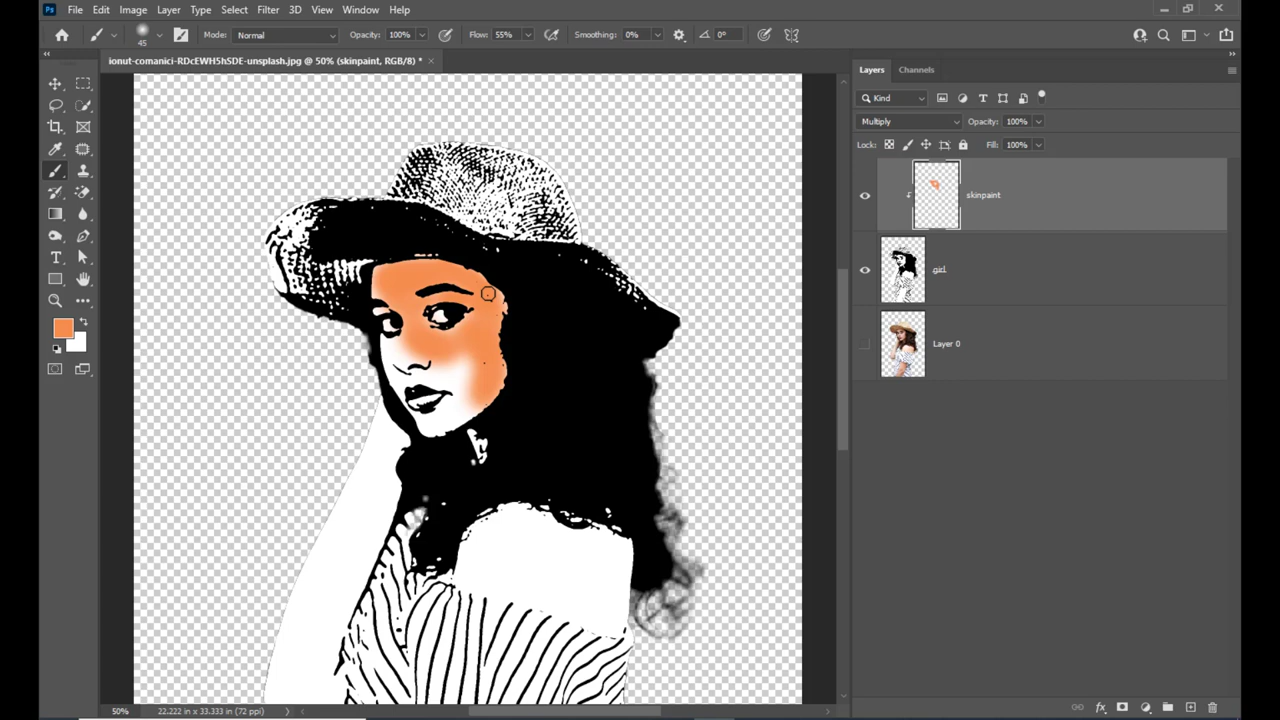 Ps File Edit Image Layer Type Select Filter 3D View Window Help
45 Mode: Normal Opacity: 100% Flow: 55% Smoothing: 0% 0°
ionut-comanici-RDcEWH5hSDE-unsplash.jpg @ 50% (skinpaint, RGB/8) *
Layers Channels
Kind
Multiply Opacity: 100%
Lock: Fill: 100%
skinpaint
girl
Layer 0
50% 22.222 in x 33.333 in (72 ppi)